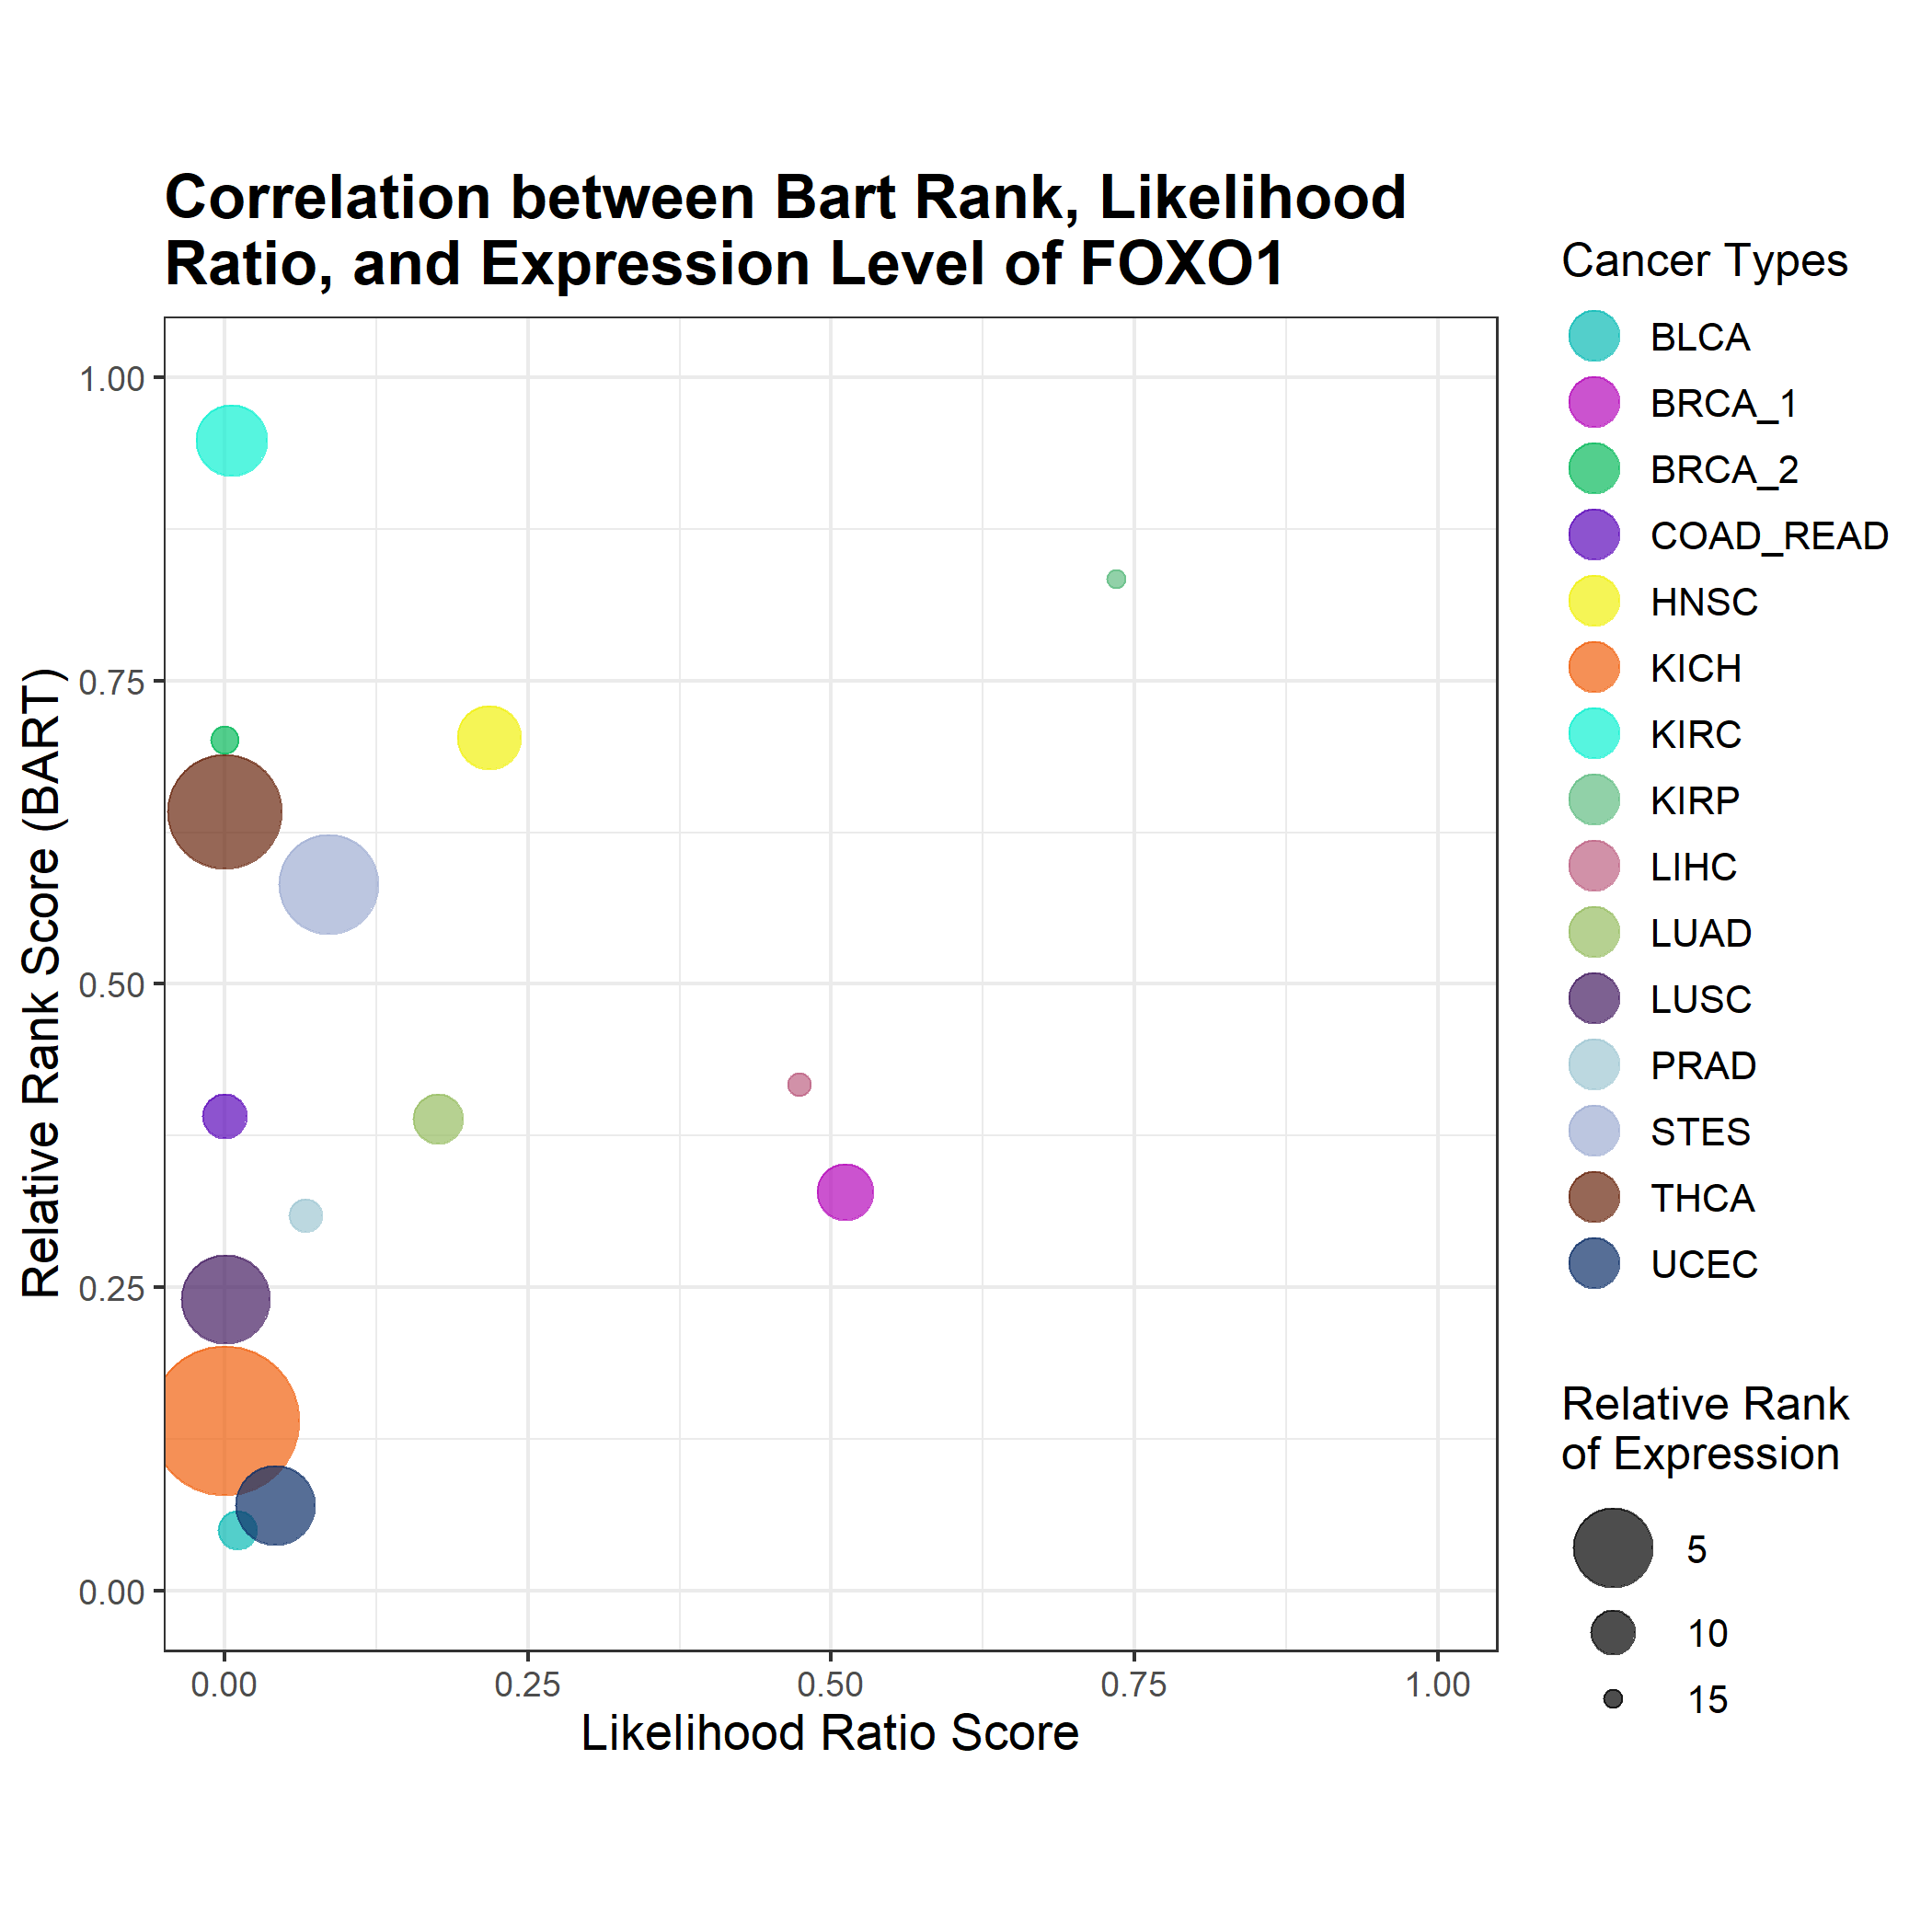 Correlation between Bart Rank, Likelihood
Ratio, and Expression Level of FOXO1
Relative Rank Score (BART)
1.00
0.75
0.50
0.25
0.00
0.00 0.25 0.50 0.75 1.00
Likelihood Ratio Score
Cancer Types
BLCA
BRCA_1
BRCA_2
COAD_READ
HNSC
KICH
KIRC
KIRP
LIHC
LUAD
LUSC
PRAD
STES
THCA
UCEC
Relative Rank
of Expression
5
10
15